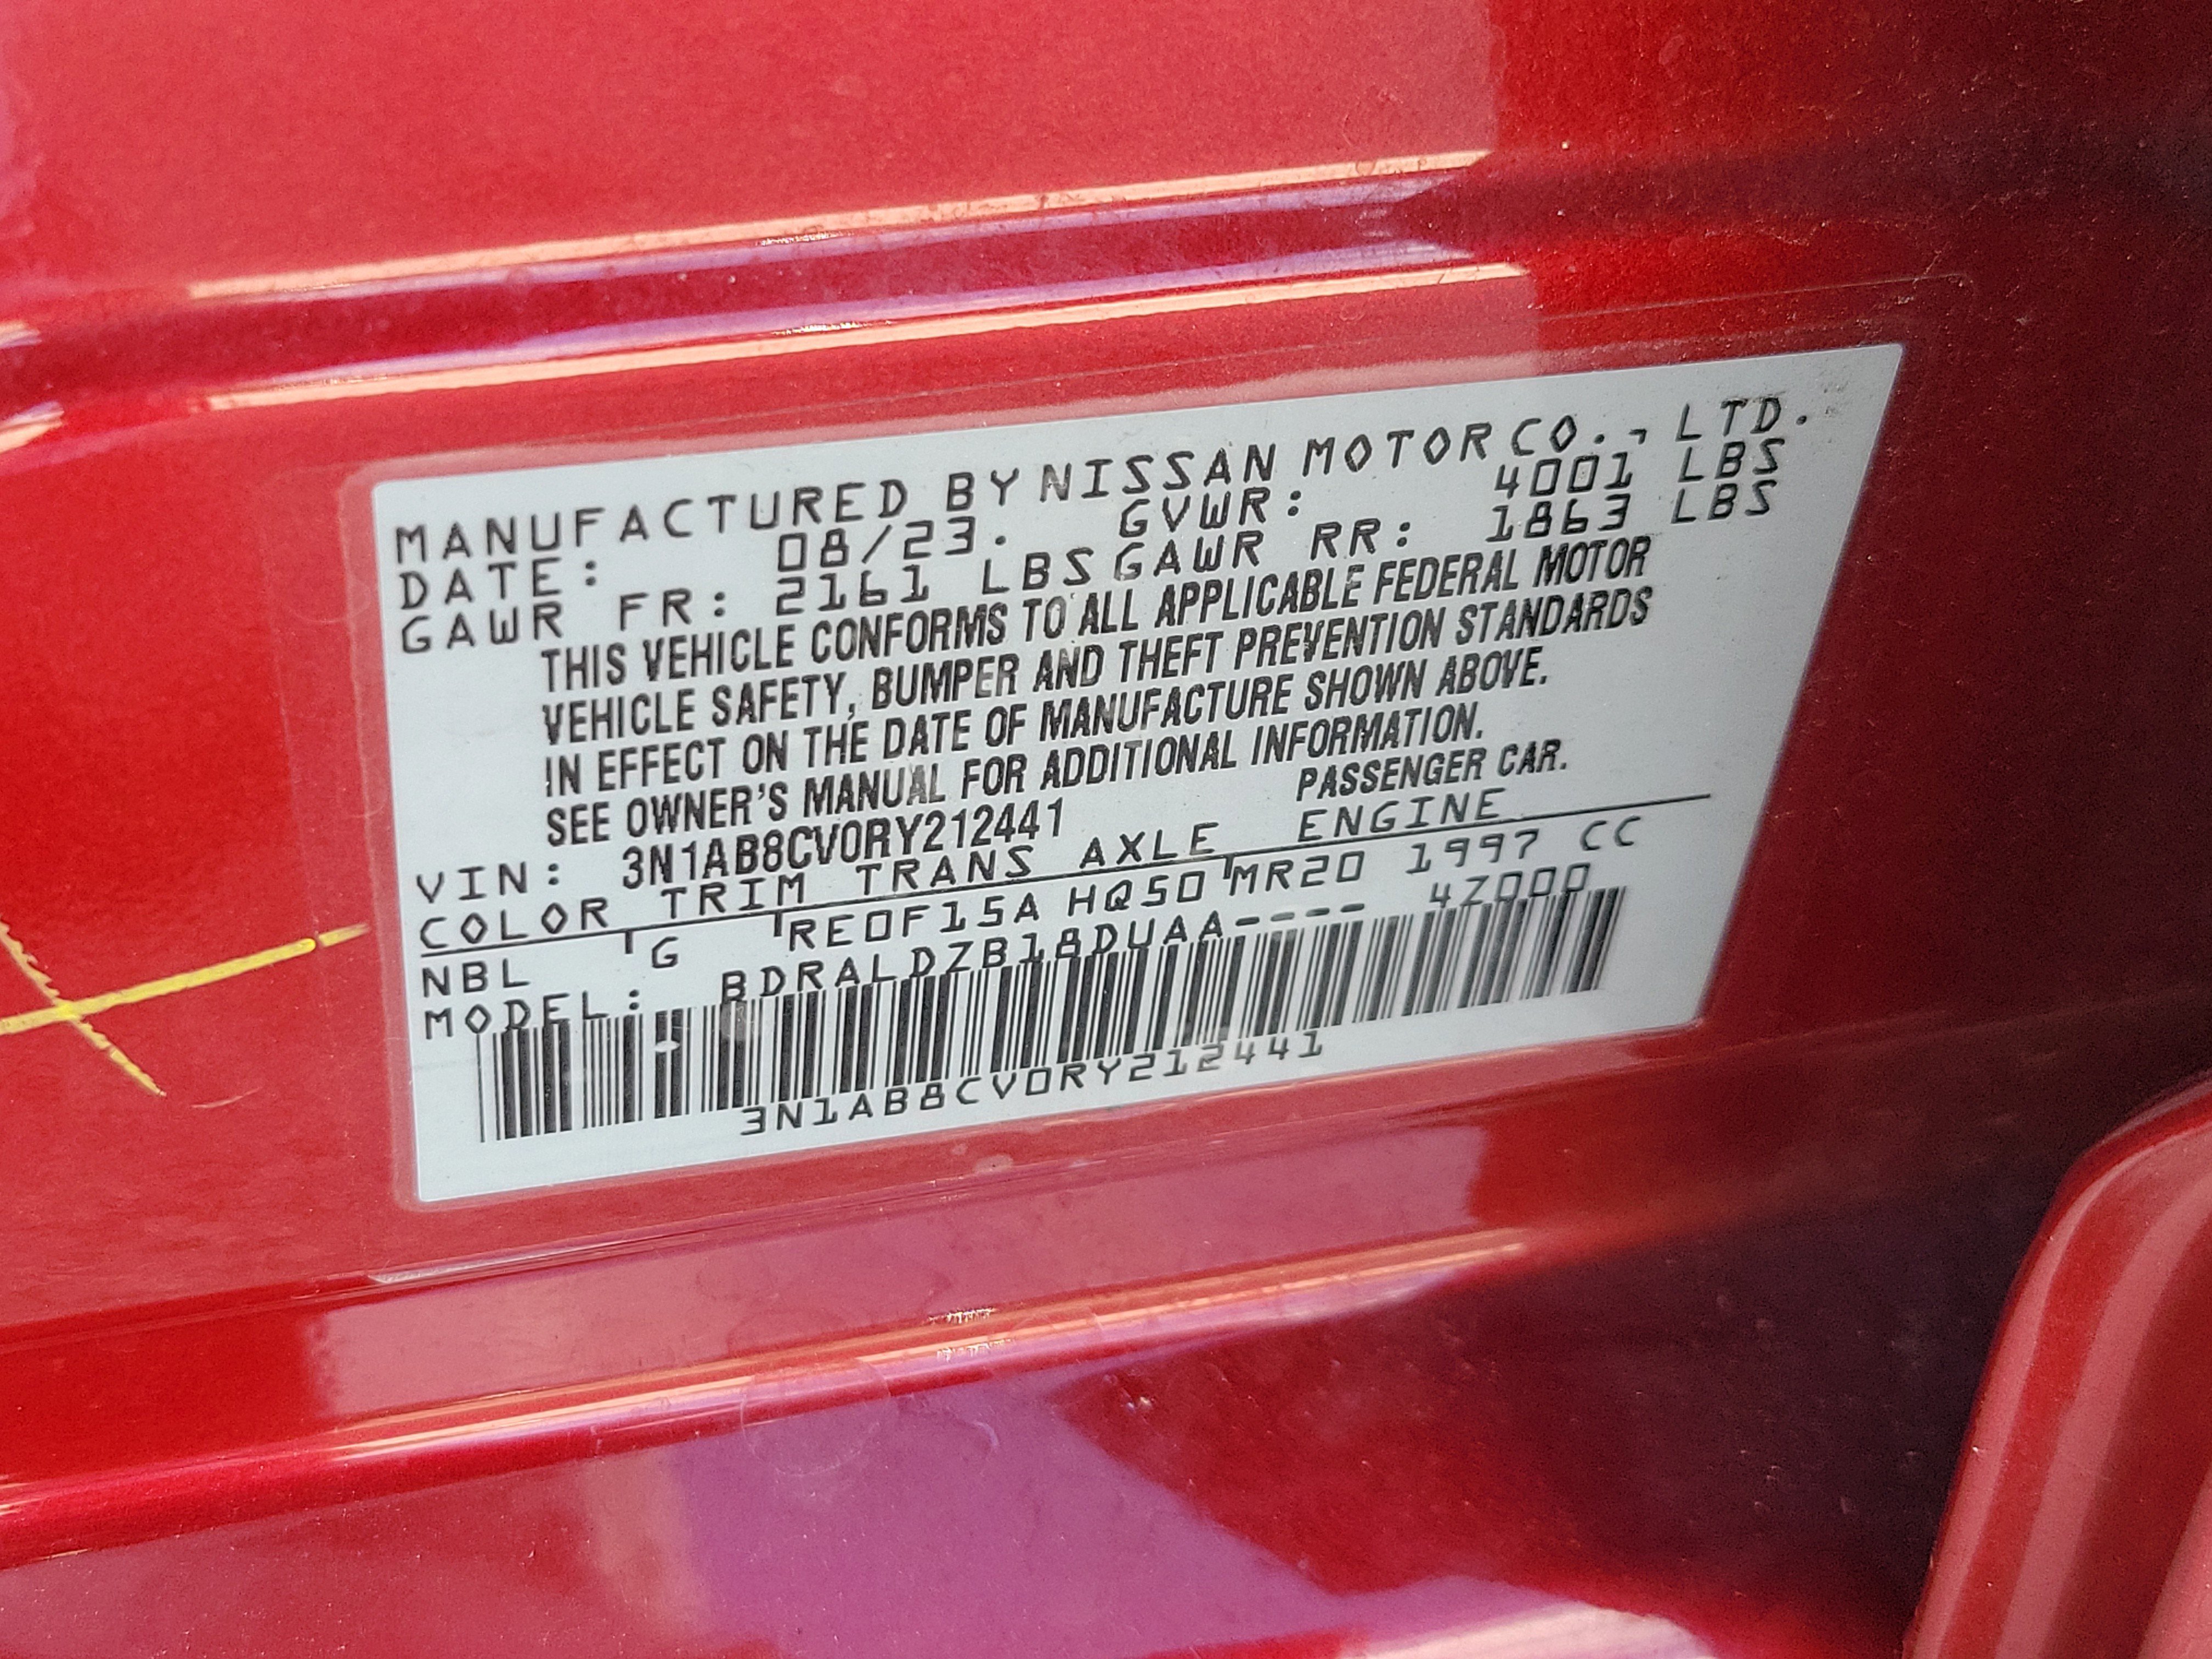 MANUFACTURED BY NISSAN MOTOR CO., LTD.
DATE: 08/23. GVWR: 4001 LBS
GAWR FR: 2161 LBS GAWR RR: 1863 LBS
THIS VEHICLE CONFORMS TO ALL APPLICABLE FEDERAL MOTOR
VEHICLE SAFETY, BUMPER AND THEFT PREVENTION STANDARDS
IN EFFECT ON THE DATE OF MANUFACTURE SHOWN ABOVE.
SEE OWNER'S MANUAL FOR ADDITIONAL INFORMATION.
VIN: 3N1AB8CV0RY212441 PASSENGER CAR.
COLOR TRIM TRANS AXLE ENGINE
NBL G RE0F15A HQ50 MR20 1997 CC
MODEL: BDRALDZB18DUAA---- 4Z000
3N1AB8CV0RY212441